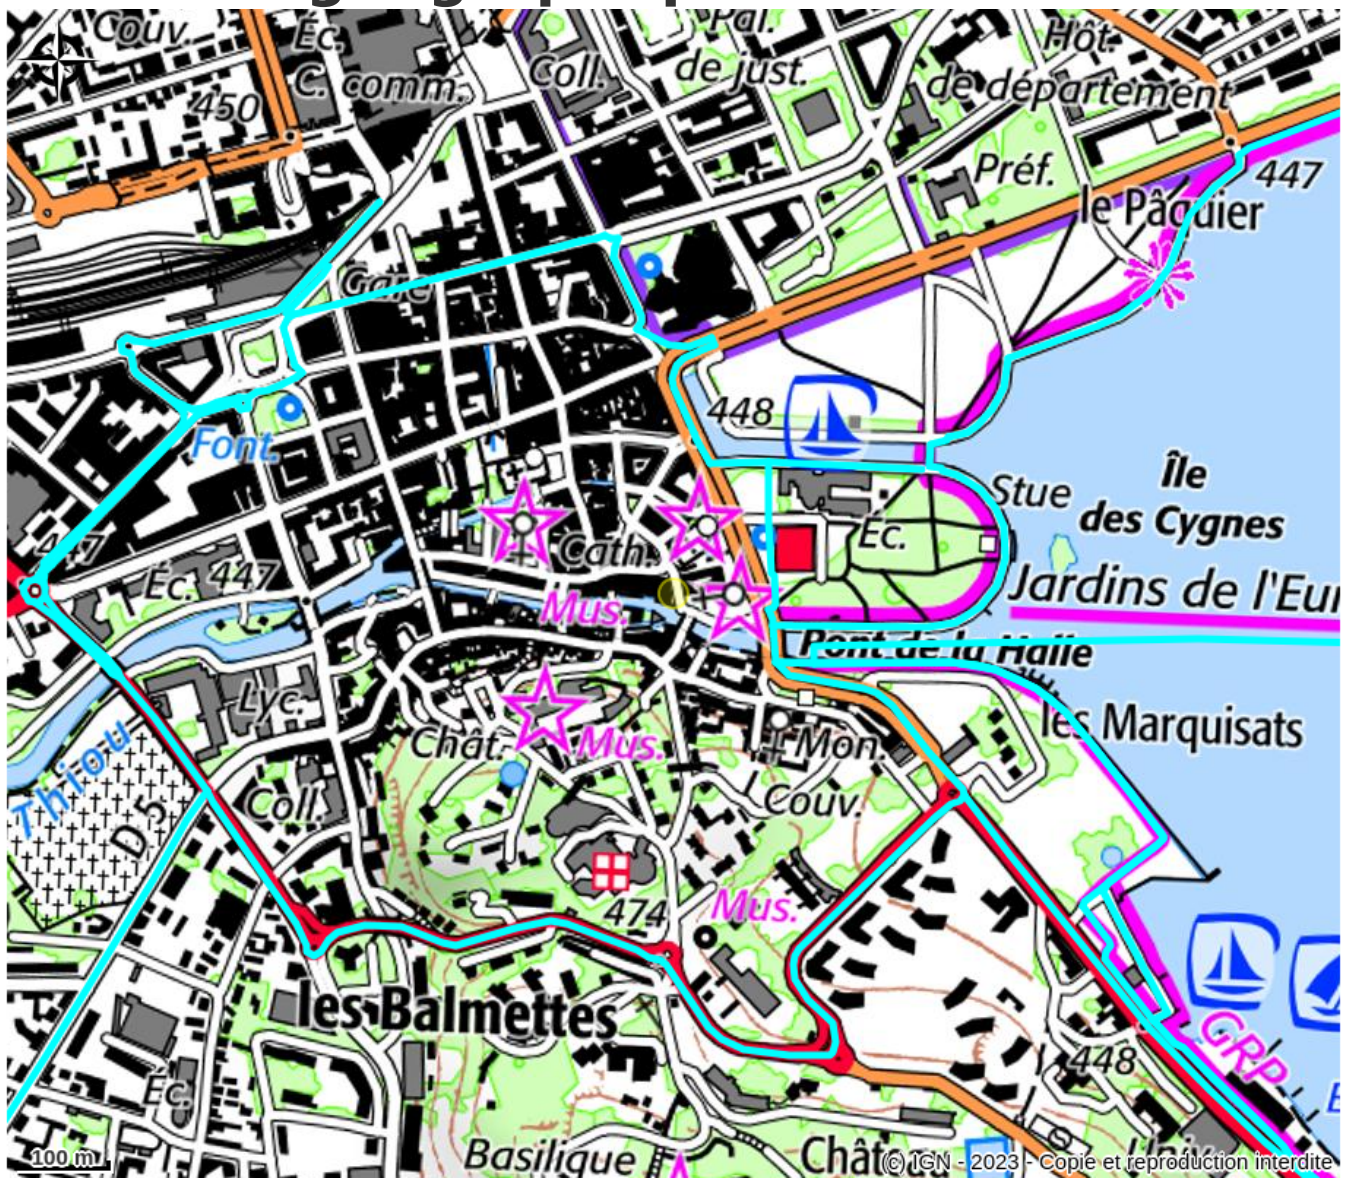 Couv.
Éc.
C. comm.
Coll.
Pal.
de just.
Hôt.
de département
450
Préf.
447
le Pâquier
Gare
448
Font.
Île
des Cygnes
Stue
Éc.
Cath.
447
Éc. 447
Mus.
Jardins de l'Eur
Pont de la Halle
les Marquisats
Lyc.
Chât.
Mus.
Mon.
Thiou
D 5
Coll.
Couv.
474
Mus.
les Balmettes
GRP
448
Éc.
Basilique
Univ.
100 m
(c) IGN - 2023 - Copie et reproduction interdite